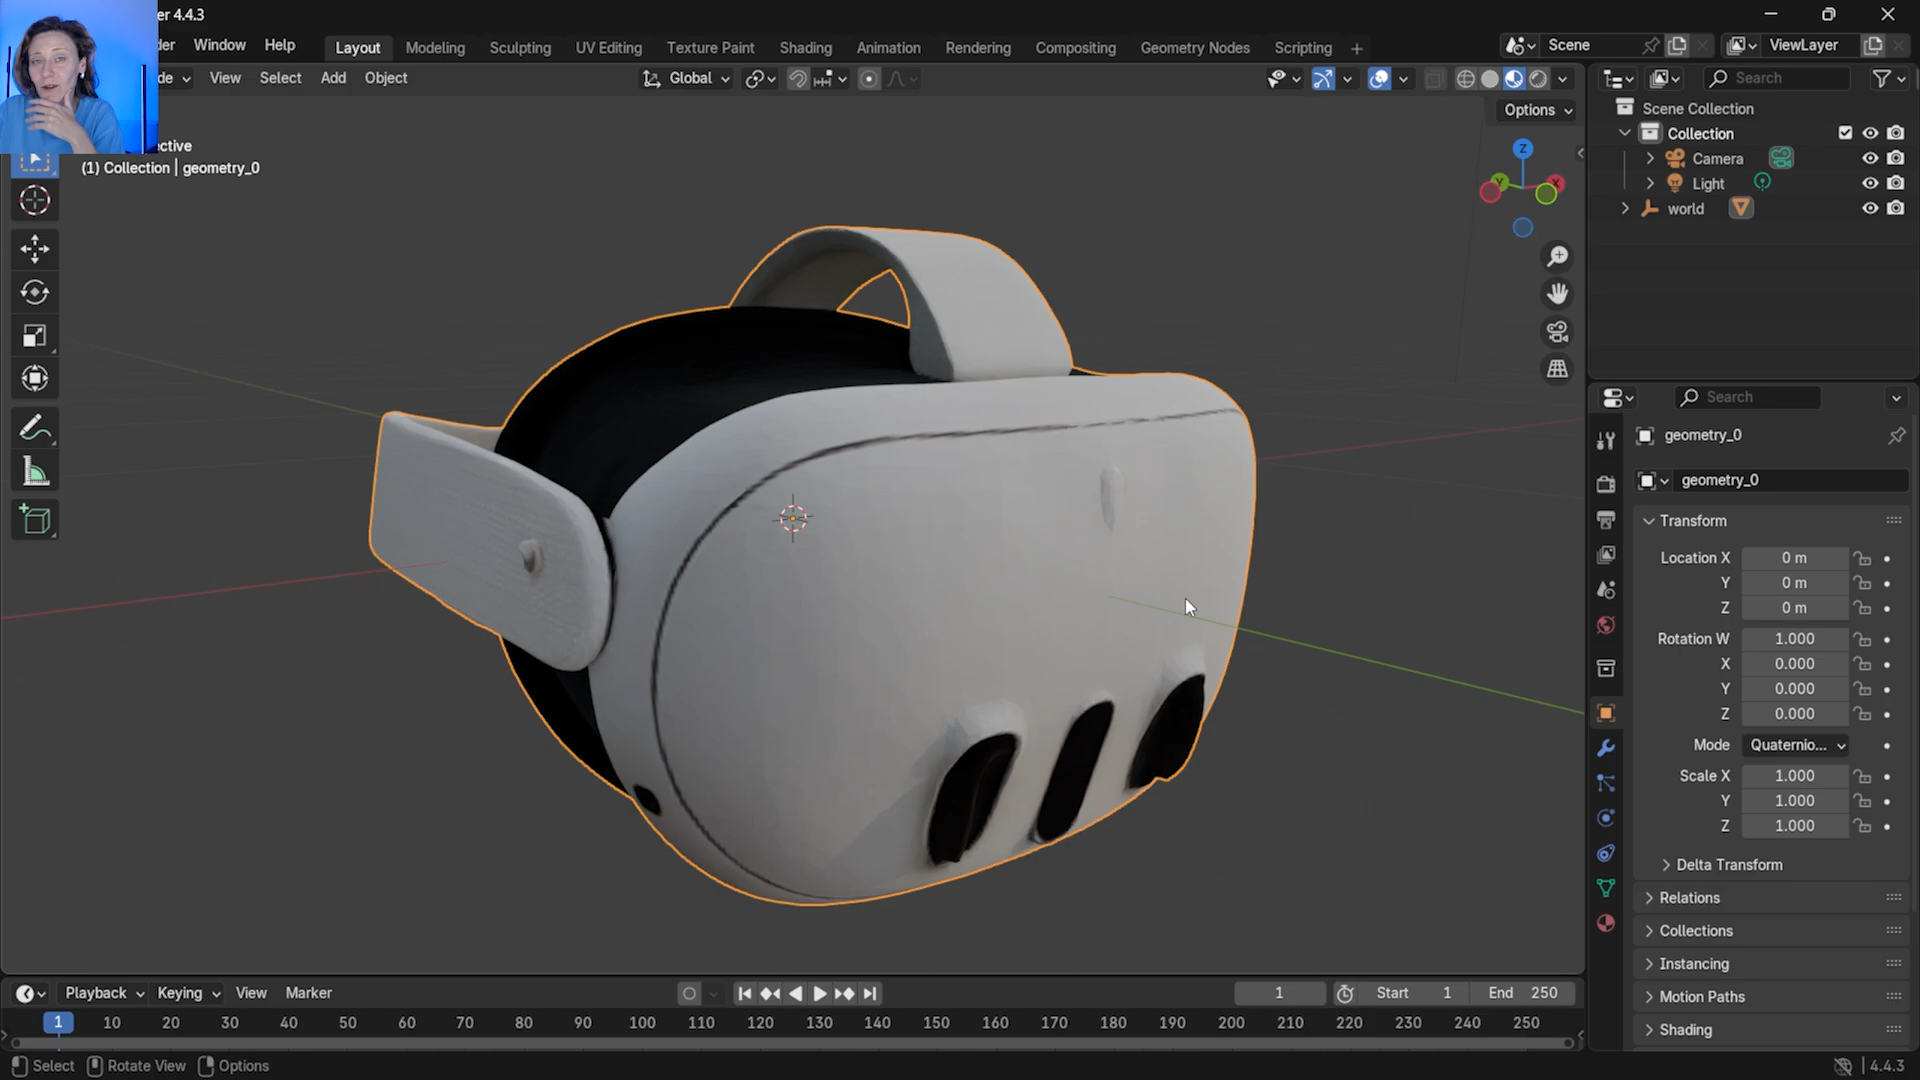 er 4.4.3
der Window Help Layout Modeling Sculpting UV Editing Texture Paint Shading Animation Rendering Compositing Geometry Nodes Scripting + Scene ViewLayer
de View Select Add Object Global Search
Options
ective
(1) Collection | geometry_0
Z
Y
X
Scene Collection
Collection
Camera
Light
world
Search
geometry_0
geometry_0
Transform
Location X 0 m
Y 0 m
Z 0 m
Rotation W 1.000
X 0.000
Y 0.000
Z 0.000
Mode Quaternio...
Scale X 1.000
Y 1.000
Z 1.000
Delta Transform
Relations
Collections
Instancing
Motion Paths
Shading
Playback Keying View Marker 1 Start 1 End 250
1 10 20 30 40 50 60 70 80 90 100 110 120 130 140 150 160 170 180 190 200 210 220 230 240 250
Select Rotate View Options 4.4.3